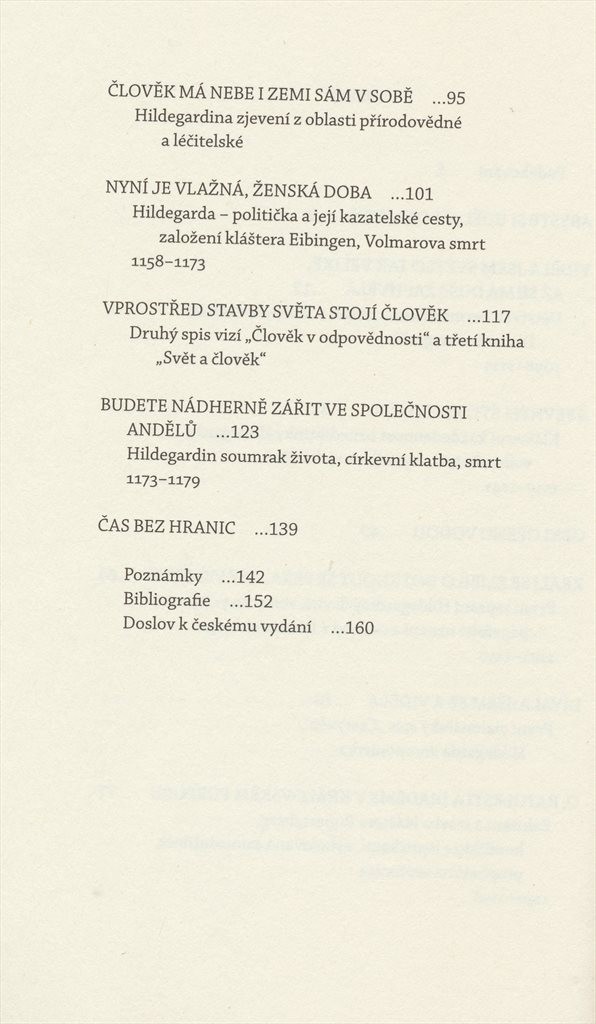 ČLOVĚK MÁ NEBE I ZEMI SÁM V SOBĚ ...95
Hildegardina zjevení z oblasti přírodovědné
a léčitelské
NYNÍ JE VLAŽNÁ, ŽENSKÁ DOBA ...101
Hildegarda – politička a její kazatelské cesty,
založení kláštera Eibingen, Volmarova smrt
1158–1173
VPROSTŘED STAVBY SVĚTA STOJÍ ČLOVĚK ...117
Druhý spis vizí „Člověk v odpovědnosti“ a třetí kniha
„Svět a člověk“
BUDETE NÁDHERNĚ ZÁŘIT VE SPOLEČNOSTI
ANDĚLŮ ...123
Hildegardin soumrak života, církevní klatba, smrt
1173–1179
ČAS BEZ HRANIC ...139
Poznámky ...142
Bibliografie ...152
Doslov k českému vydání ...160